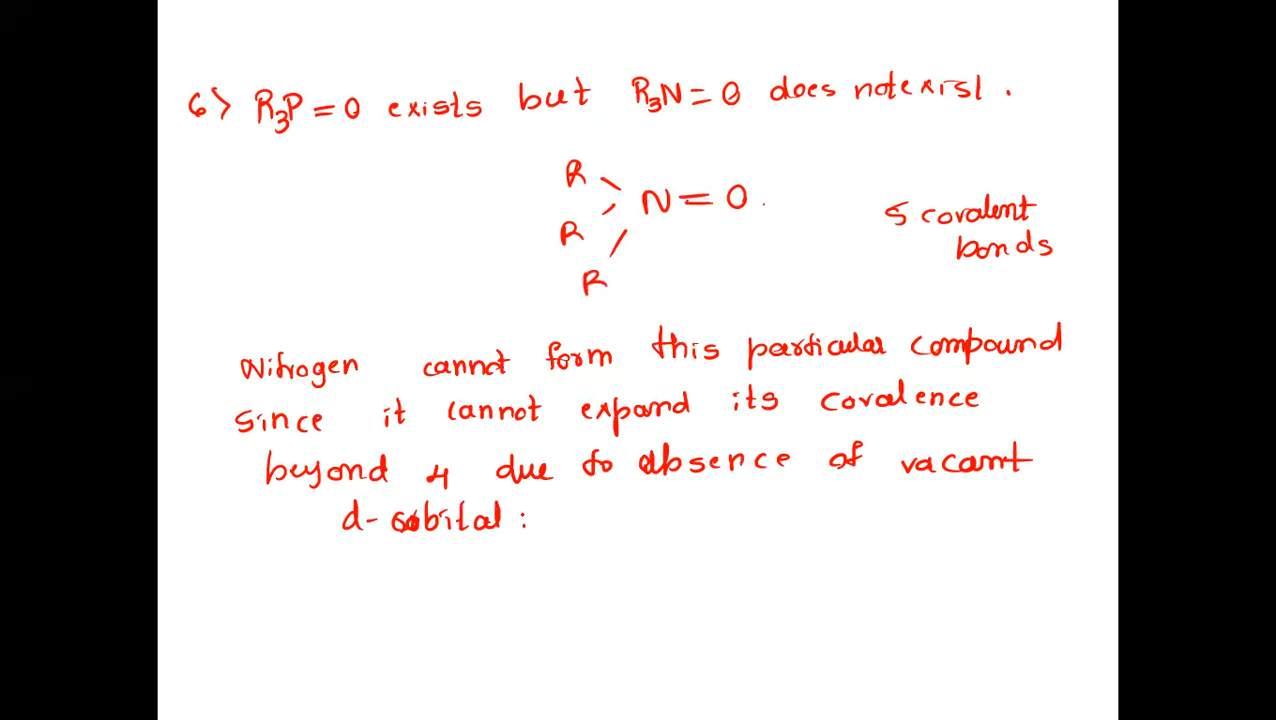 6> R₃P = O exists but R₃N = O does not exist .
R
N = O .
5 covalent
bonds
R
R
Nitrogen cannot form this particular compound
since it cannot expand its covalence
beyond 4 due to absence of vacant
d- orbital :